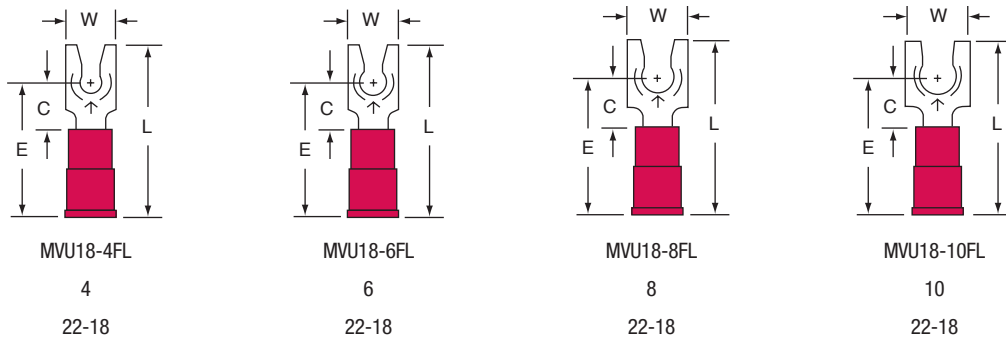 W W W W
C C C C
L L L L
E E E E
MVU18-4FL MVU18-6FL MVU18-8FL MVU18-10FL
4 6 8 10
22-18 22-18 22-18 22-18